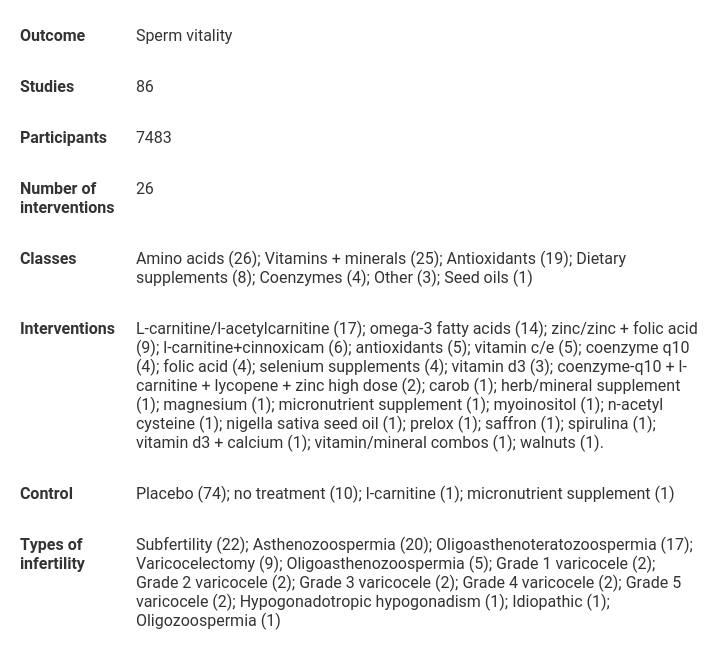 Outcome Sperm vitality
Studies 86
Participants 7483
Number of interventions 26
Classes Amino acids (26); Vitamins + minerals (25); Antioxidants (19); Dietary
supplements (8); Coenzymes (4); Other (3); Seed oils (1)
Interventions L-carnitine/l-acetylcarnitine (17); omega-3 fatty acids (14); zinc/zinc + folic acid
(9); l-carnitine+cinnoxicam (6); antioxidants (5); vitamin c/e (5); coenzyme q10
(4); folic acid (4); selenium supplements (4); vitamin d3 (3); coenzyme-q10 + l-
carnitine + lycopene + zinc high dose (2); carob (1); herb/mineral supplement
(1); magnesium (1); micronutrient supplement (1); myoinositol (1); n-acetyl
cysteine (1); nigella sativa seed oil (1); prelox (1); saffron (1); spirulina (1);
vitamin d3 + calcium (1); vitamin/mineral combos (1); walnuts (1).
Control Placebo (74); no treatment (10); l-carnitine (1); micronutrient supplement (1)
Types of infertility Subfertility (22); Asthenozoospermia (20); Oligoasthenoteratozoospermia (17);
Varicocelectomy (9); Oligoasthenozoospermia (5); Grade 1 varicocele (2);
Grade 2 varicocele (2); Grade 3 varicocele (2); Grade 4 varicocele (2); Grade 5
varicocele (2); Hypogonadotropic hypogonadism (1); Idiopathic (1);
Oligozoospermia (1)